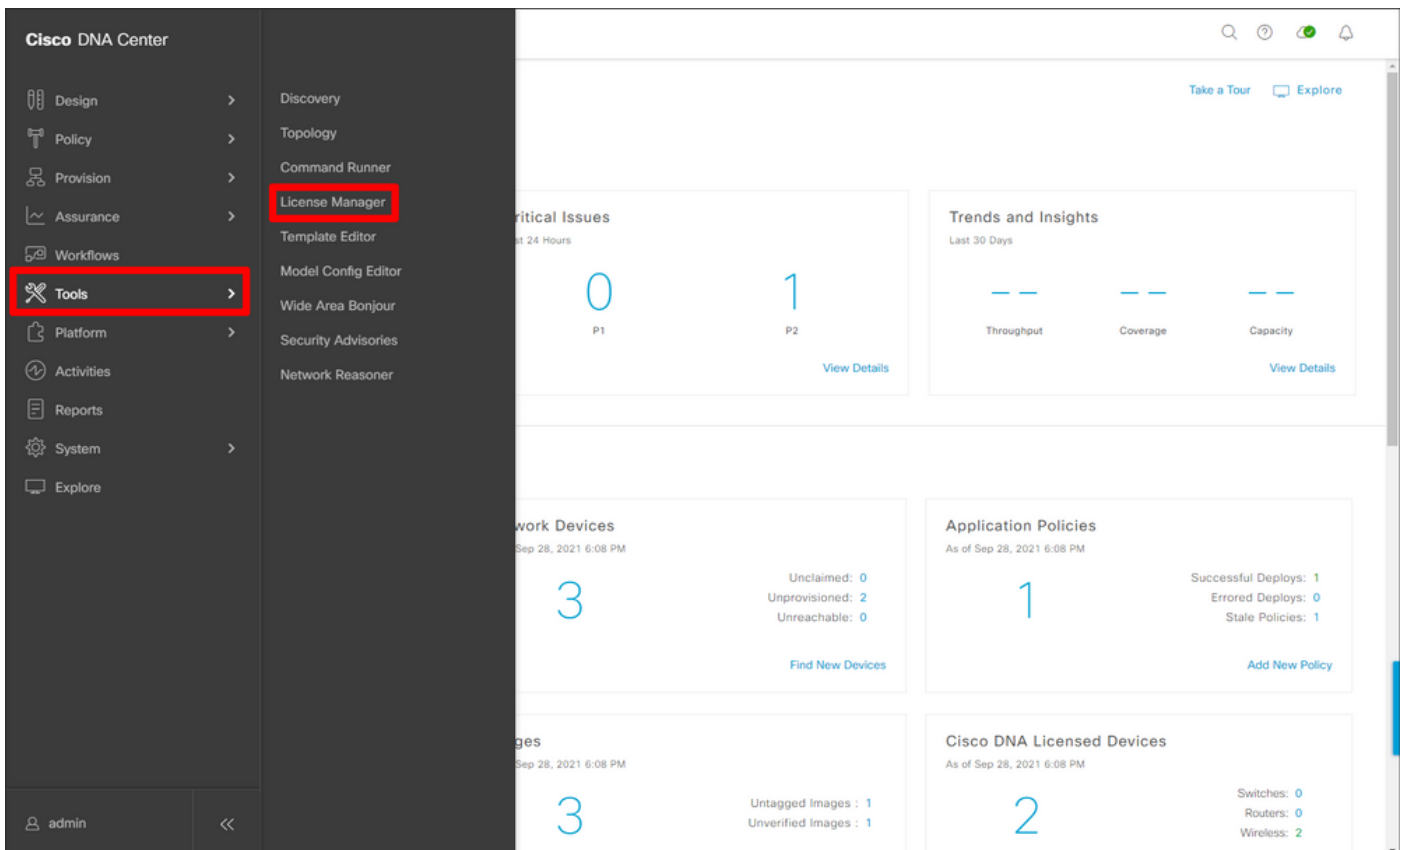 Cisco DNA Center
Design
Policy
Provision
Assurance
Workflows
Tools
Platform
Activities
Reports
System
Explore
admin
Discovery
Topology
Command Runner
License Manager
Template Editor
Model Config Editor
Wide Area Bonjour
Security Advisories
Network Reasoner
Take a Tour
Explore
ritical Issues
st 24 Hours
0
P1
1
P2
View Details
Trends and Insights
Last 30 Days
– –
Throughput
– –
Coverage
– –
Capacity
View Details
work Devices
Sep 28, 2021 6:08 PM
3
Unclaimed: 0
Unprovisioned: 2
Unreachable: 0
Find New Devices
Application Policies
As of Sep 28, 2021 6:08 PM
1
Successful Deploys: 1
Errored Deploys: 0
Stale Policies: 1
Add New Policy
ges
Sep 28, 2021 6:08 PM
3
Untagged Images : 1
Unverified Images : 1
Cisco DNA Licensed Devices
As of Sep 28, 2021 6:08 PM
2
Switches: 0
Routers: 0
Wireless: 2